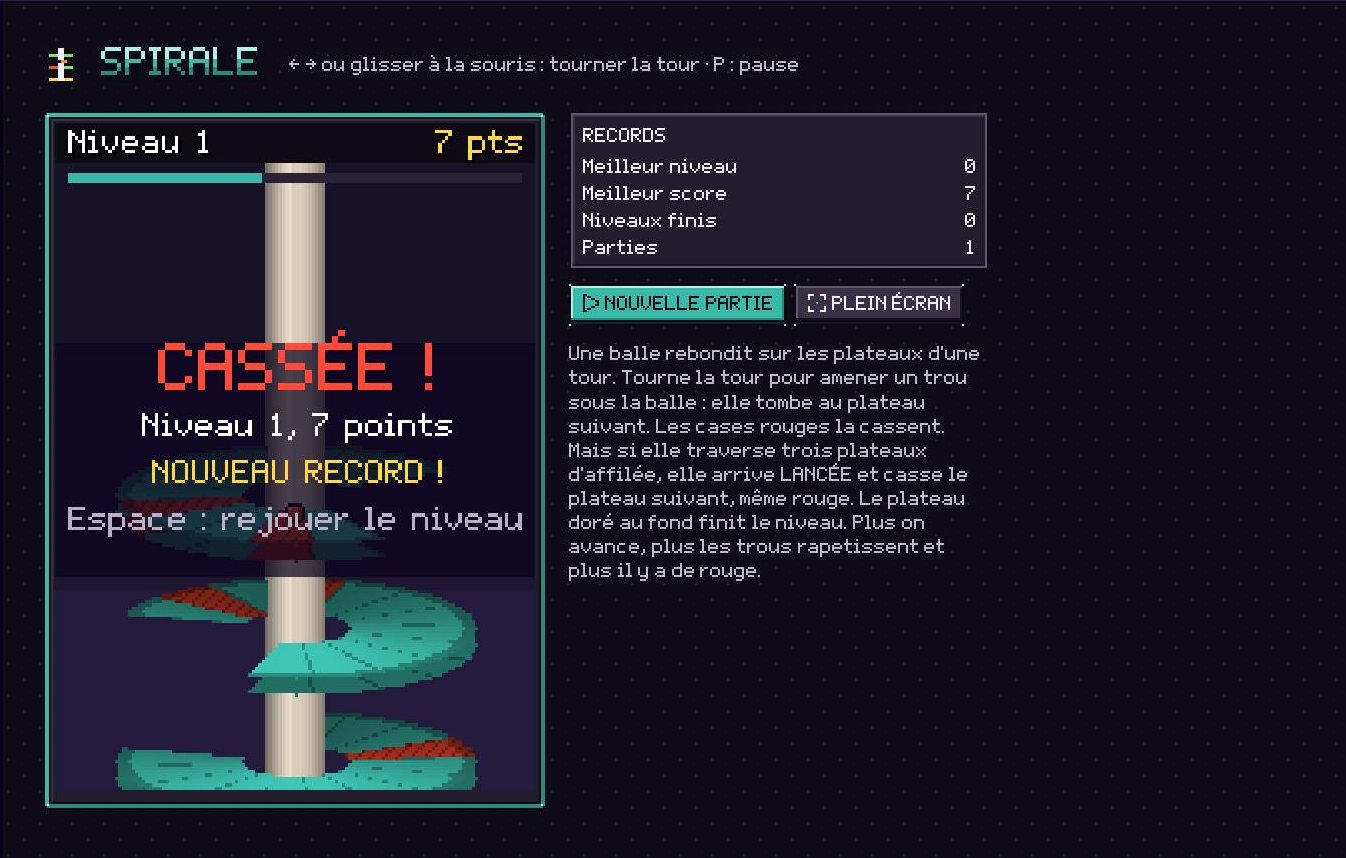 SPIRALE
← → ou glisser à la souris : tourner la tour · P : pause
Niveau 1
7 pts
CASSÉE !
Niveau 1, 7 points
NOUVEAU RECORD !
Espace : rejouer le niveau
RECORDS
Meilleur niveau 0
Meilleur score 7
Niveaux finis 0
Parties 1
NOUVELLE PARTIE
PLEIN ÉCRAN
Une balle rebondit sur les plateaux d'une
tour. Tourne la tour pour amener un trou
sous la balle : elle tombe au plateau
suivant. Les cases rouges la cassent.
Mais si elle traverse trois plateaux
d'affilée, elle arrive LANCÉE et casse le
plateau suivant, même rouge. Le plateau
doré au fond finit le niveau. Plus on
avance, plus les trous rapetissent et
plus il y a de rouge.